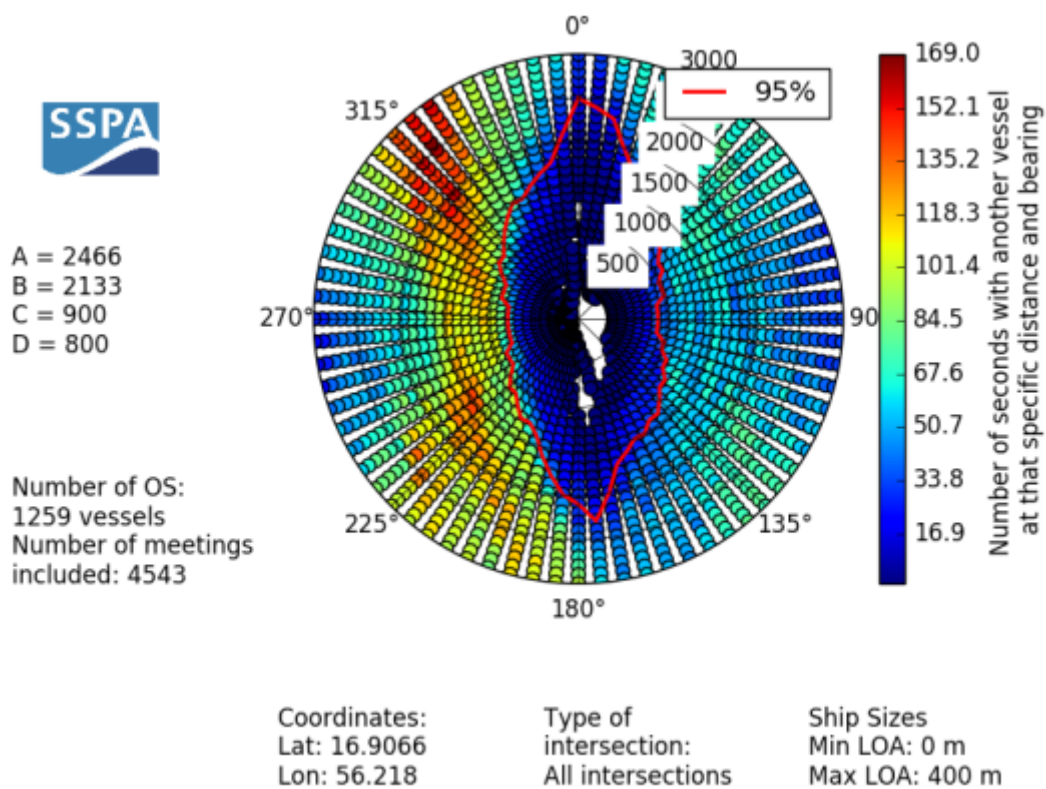 0°
3000
95%
2000
1500
1000
500
315°
270°
225°
180°
135°
90
SSPA
A = 2466
B = 2133
C = 900
D = 800
Number of OS:
1259 vessels
Number of meetings
included: 4543
169.0
152.1
135.2
118.3
101.4
84.5
67.6
50.7
33.8
16.9
Number of seconds with another vessel
at that specific distance and bearing
Coordinates:
Lat: 16.9066
Lon: 56.218
Type of
intersection:
All intersections
Ship Sizes
Min LOA: 0 m
Max LOA: 400 m